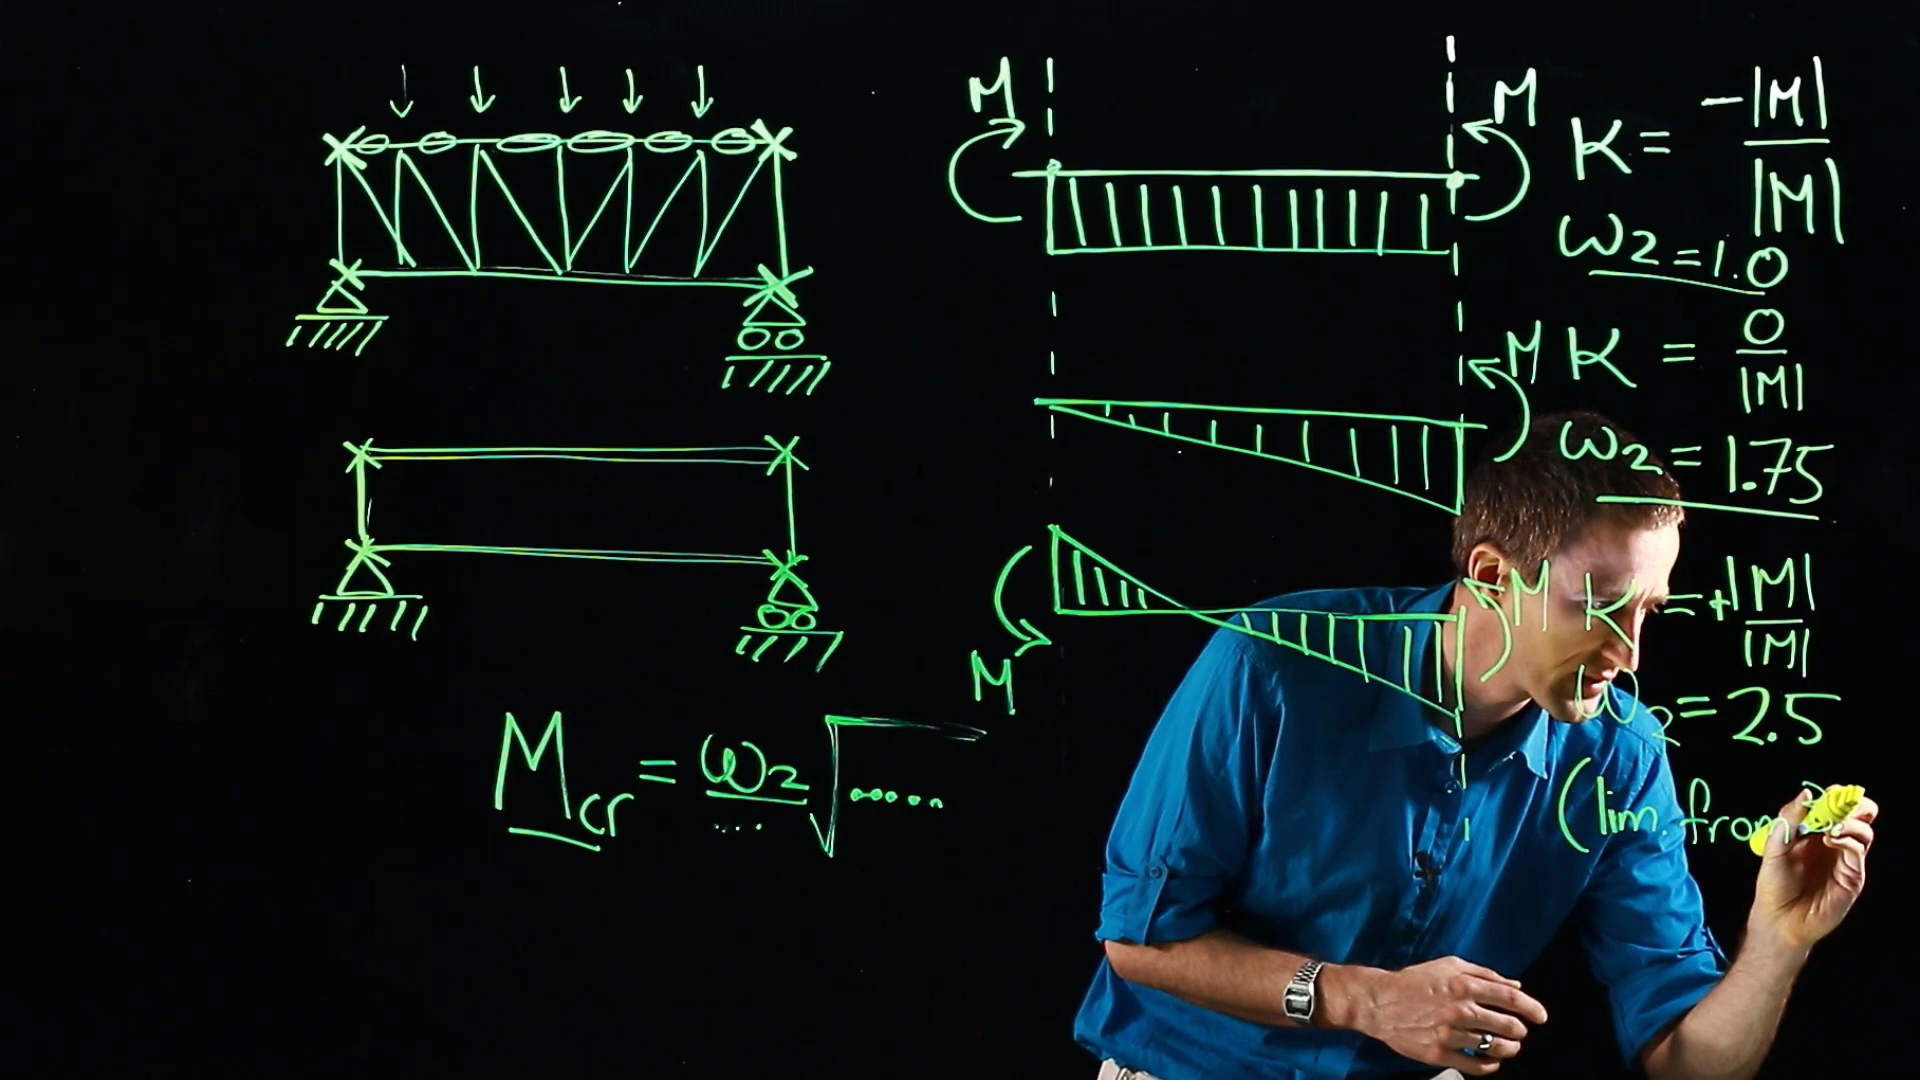 M
M
K = -|M| / |M|
ω2 = 1.0
M
K = 0 / |M|
ω2 = 1.75
M
M
K = +|M| / |M|
ω2 = 2.5
(lim. from
Mcr = ω2 / .... √.....